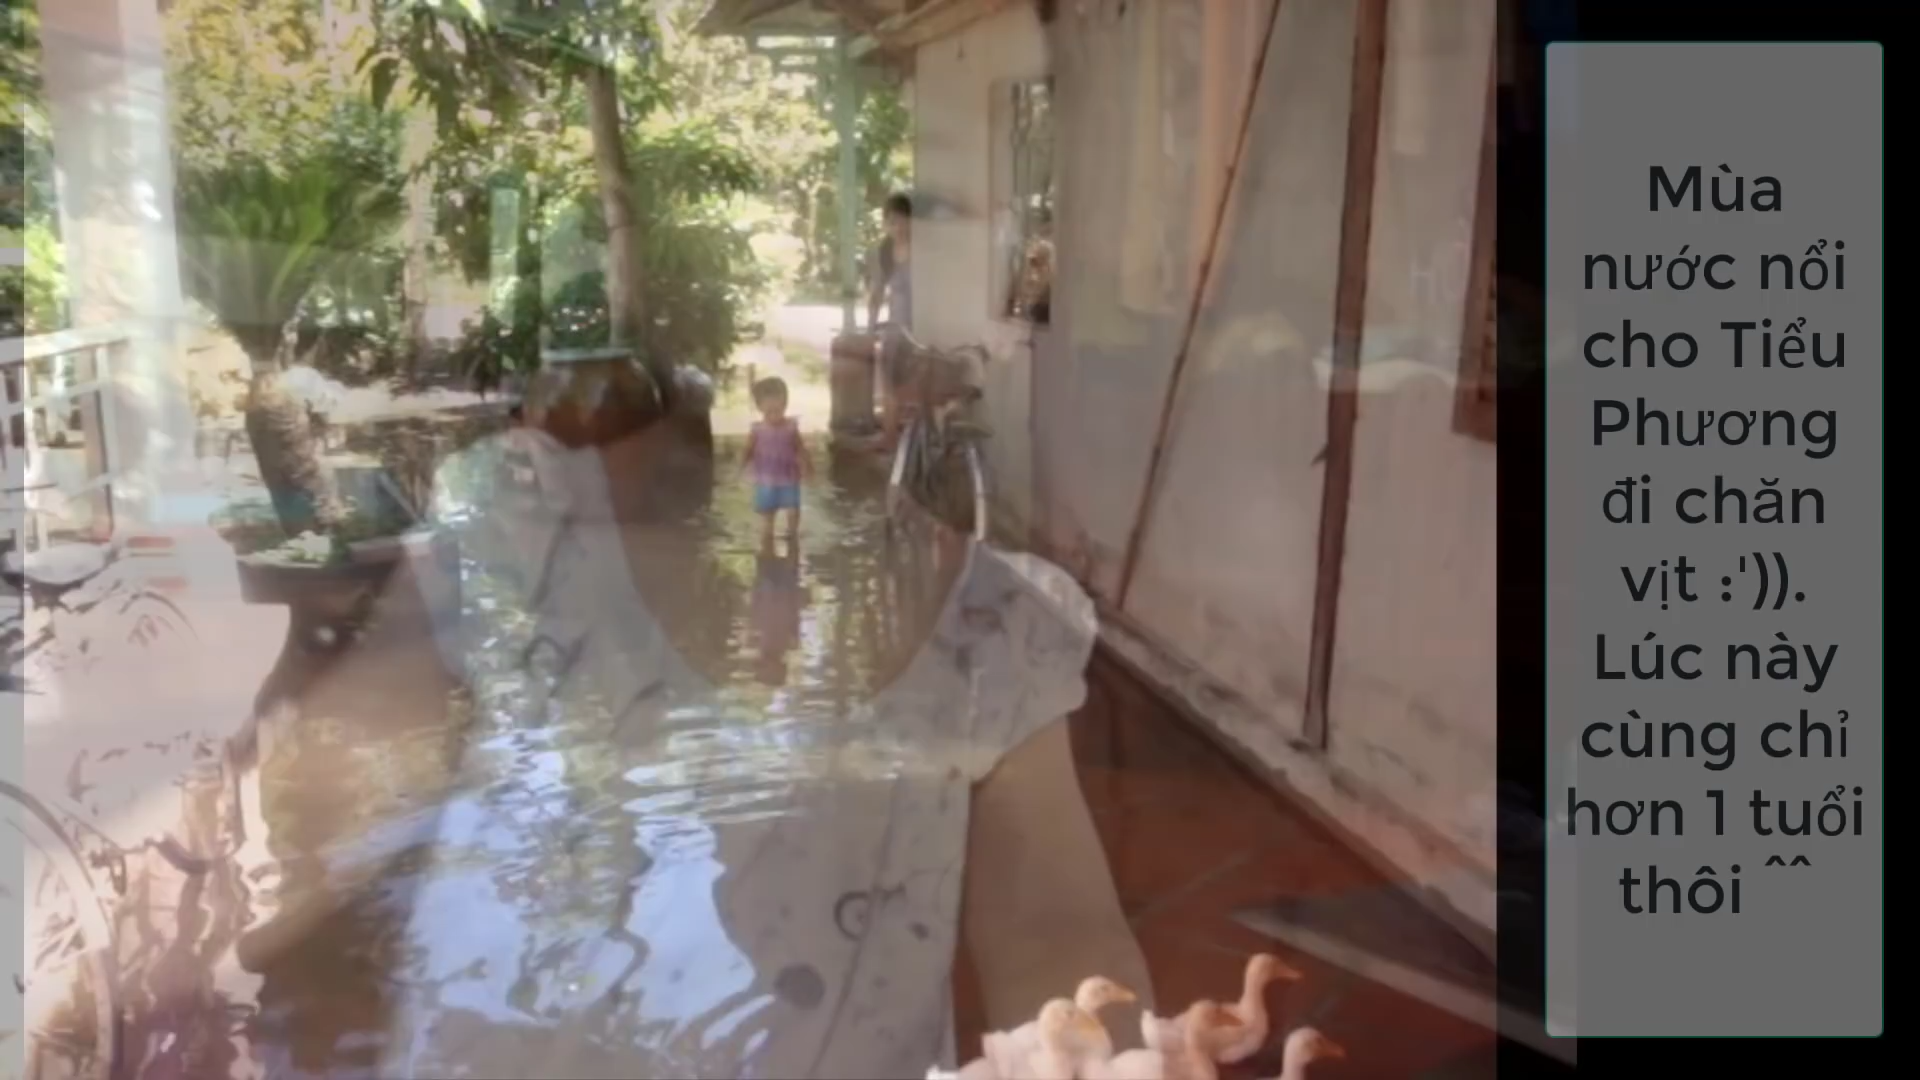 Mùa
nước nổi
cho Tiểu
Phương
đi chăn
vịt :')).
Lúc này
cùng chỉ
hơn 1 tuổi
thôi ^^